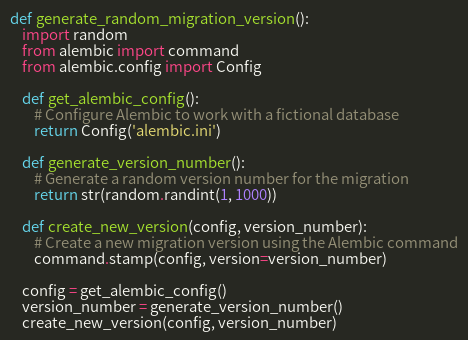 def generate_random_migration_version():
    import random
    from alembic import command
    from alembic.config import Config

    def get_alembic_config():
        # Configure Alembic to work with a fictional database
        return Config('alembic.ini')

    def generate_version_number():
        # Generate a random version number for the migration
        return str(random.randint(1, 1000))

    def create_new_version(config, version_number):
        # Create a new migration version using the Alembic command
        command.stamp(config, version=version_number)

    config = get_alembic_config()
    version_number = generate_version_number()
    create_new_version(config, version_number)